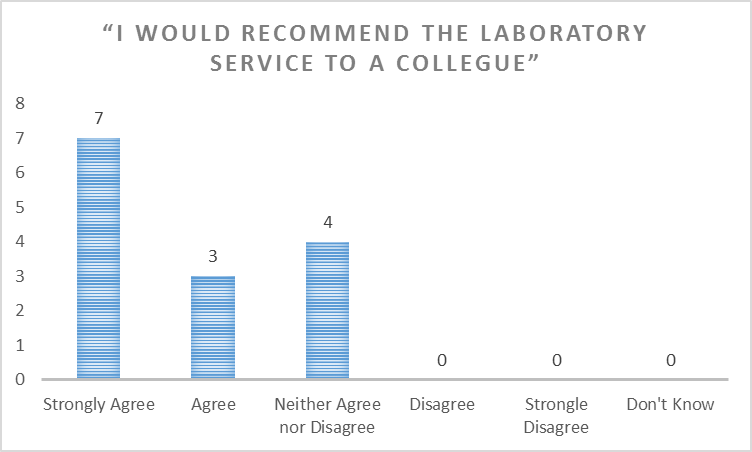 “I WOULD RECOMMEND THE LABORATORY
SERVICE TO A COLLEGUE”
8
7
6
5
4
3
2
1
0
7
3
4
0
0
0
Strongly Agree
Agree
Neither Agree
nor Disagree
Disagree
Strongle
Disagree
Don't Know